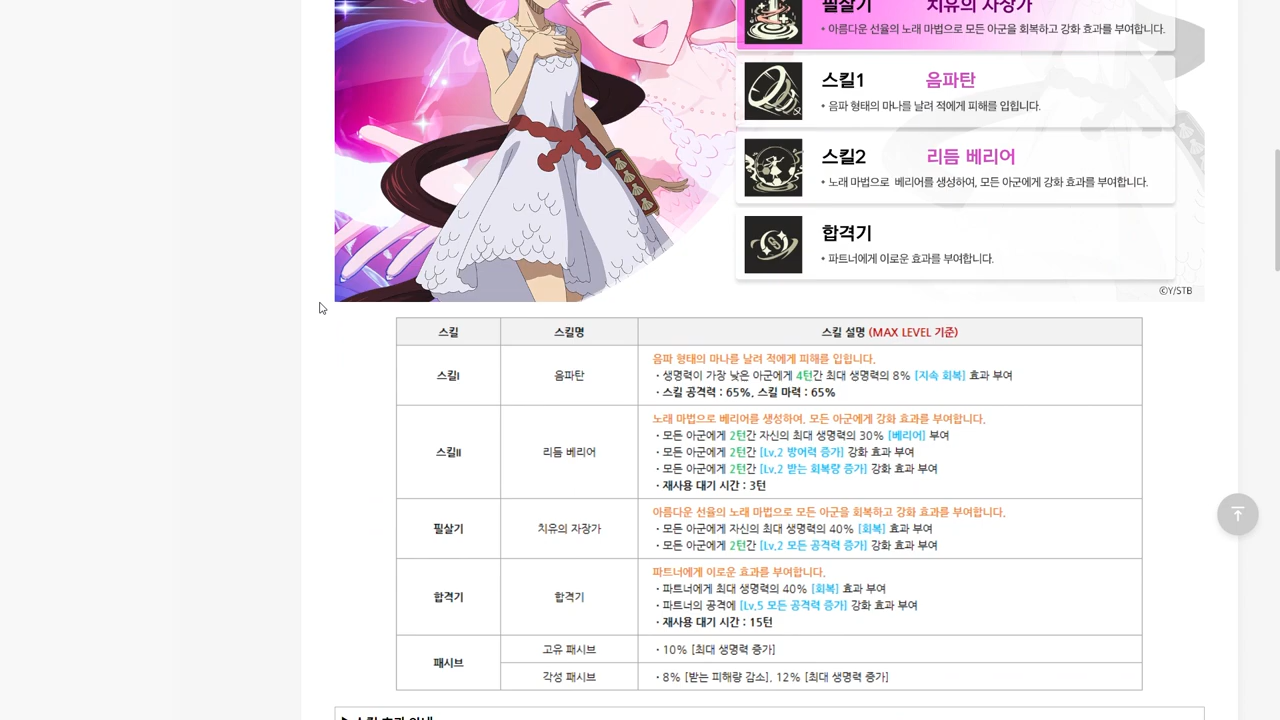 필살기 치유의 자장가
• 아름다운 선율의 노래 마법으로 모든 아군을 회복하고 강화 효과를 부여합니다.
스킬1 음파탄
• 음파 형태의 마나를 날려 적에게 피해를 입힙니다.
스킬2 리듬 베리어
• 노래 마법으로 베리어를 생성하여, 모든 아군에게 강화 효과를 부여합니다.
합격기
• 파트너에게 이로운 효과를 부여합니다.
©Y/STB
스킬 스킬명 스킬 설명 (MAX LEVEL 기준)
스킬I 음파탄
음파 형태의 마나를 날려 적에게 피해를 입힙니다.
· 생명력이 가장 낮은 아군에게 4턴간 최대 생명력의 8% [지속 회복] 효과 부여
· 스킬 공격력 : 65%, 스킬 마력 : 65%
스킬II 리듬 베리어
노래 마법으로 베리어를 생성하여, 모든 아군에게 강화 효과를 부여합니다.
· 모든 아군에게 2턴간 자신의 최대 생명력의 30% [베리어] 부여
· 모든 아군에게 2턴간 [Lv.2 방어력 증가] 강화 효과 부여
· 모든 아군에게 2턴간 [Lv.2 받는 회복량 증가] 강화 효과 부여
· 재사용 대기 시간 : 3턴
필살기 치유의 자장가
아름다운 선율의 노래 마법으로 모든 아군을 회복하고 강화 효과를 부여합니다.
· 모든 아군에게 자신의 최대 생명력의 40% [회복] 효과 부여
· 모든 아군에게 2턴간 [Lv.2 모든 공격력 증가] 강화 효과 부여
합격기 합격기
파트너에게 이로운 효과를 부여합니다.
· 파트너에게 최대 생명력의 40% [회복] 효과 부여
· 파트너의 공격에 [Lv.5 모든 공격력 증가] 강화 효과 부여
· 재사용 대기 시간 : 15턴
패시브
고유 패시브 · 10% [최대 생명력 증가]
각성 패시브 · 8% [받는 피해량 감소], 12% [최대 생명력 증가]